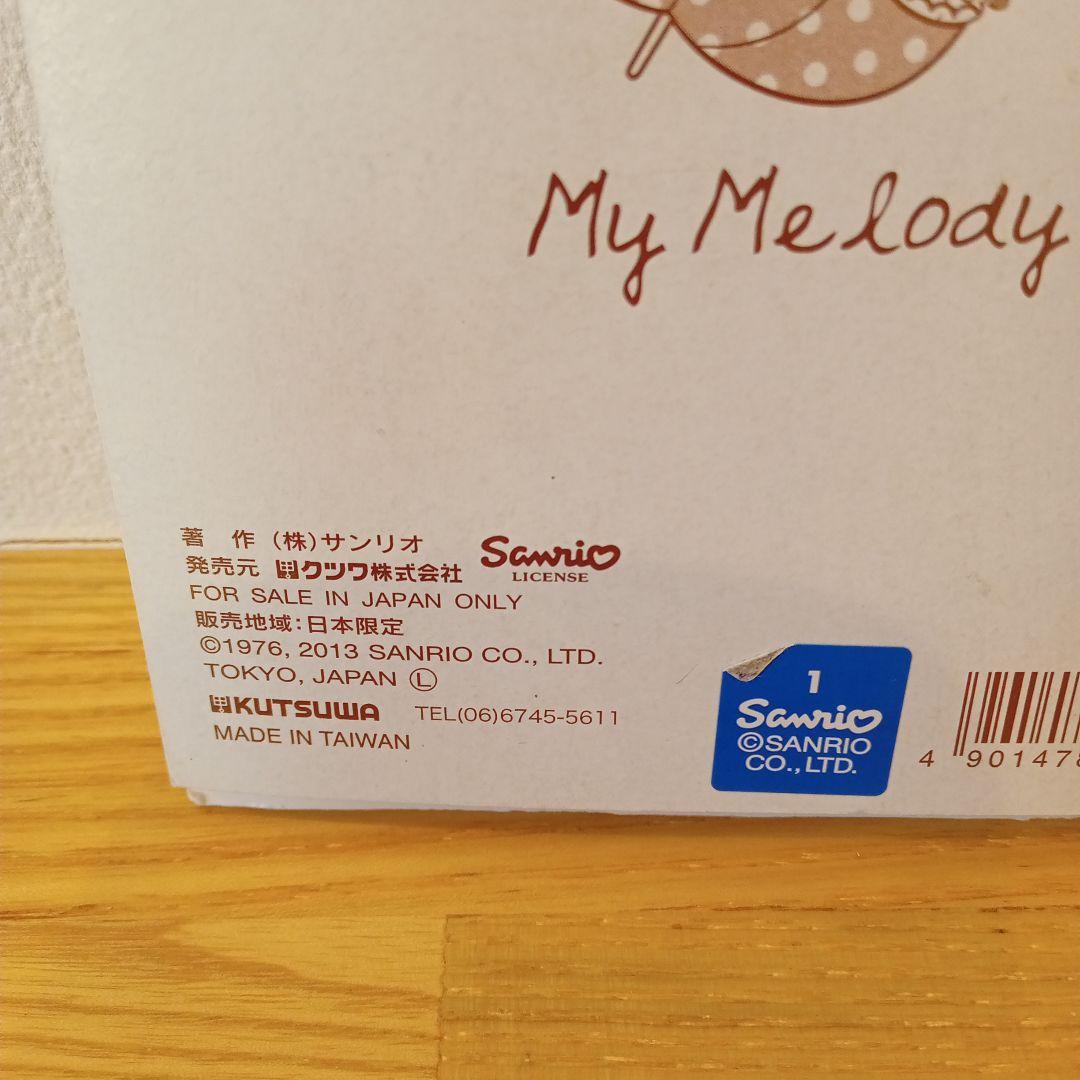 My Melody
著 作 (株)サンリオ
Sanrio
LICENSE
発売元 クツワ株式会社
FOR SALE IN JAPAN ONLY
販売地域:日本限定
©1976, 2013 SANRIO CO., LTD.
TOKYO, JAPAN Ⓛ
KUTSUWA TEL(06)6745-5611
MADE IN TAIWAN
1
Sanrio
©SANRIO
CO.,LTD.
4 901478